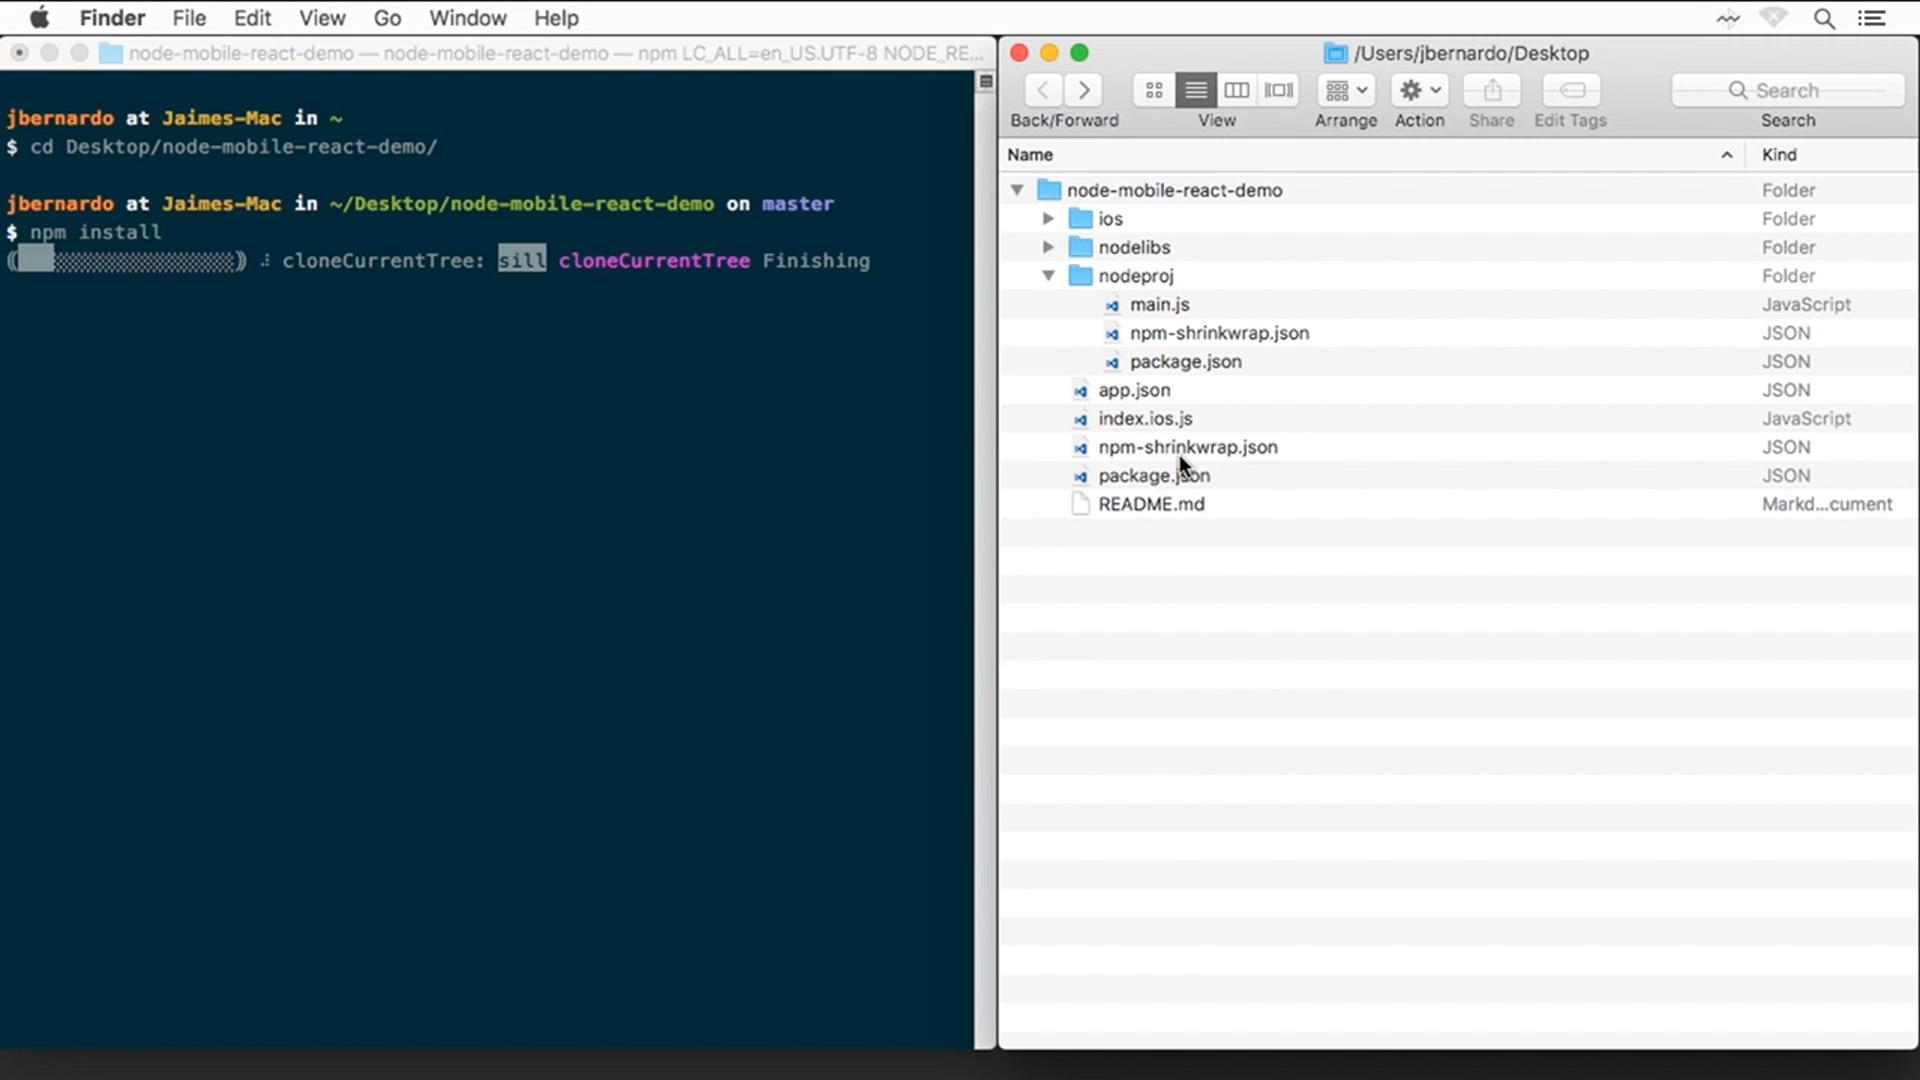 Finder File Edit View Go Window Help
node-mobile-react-demo — node-mobile-react-demo — npm LC_ALL=en_US.UTF-8 NODE_RE...
jbernardo at Jaimes-Mac in ~
$ cd Desktop/node-mobile-react-demo/
jbernardo at Jaimes-Mac in ~/Desktop/node-mobile-react-demo on master
$ npm install
cloneCurrentTree: sill cloneCurrentTree Finishing
/Users/jbernardo/Desktop
Search
Back/Forward View Arrange Action Share Edit Tags Search
Name Kind
node-mobile-react-demo Folder
ios Folder
nodelibs Folder
nodeproj Folder
main.js JavaScript
npm-shrinkwrap.json JSON
package.json JSON
app.json JSON
index.ios.js JavaScript
npm-shrinkwrap.json JSON
package.json JSON
README.md Markd...cument